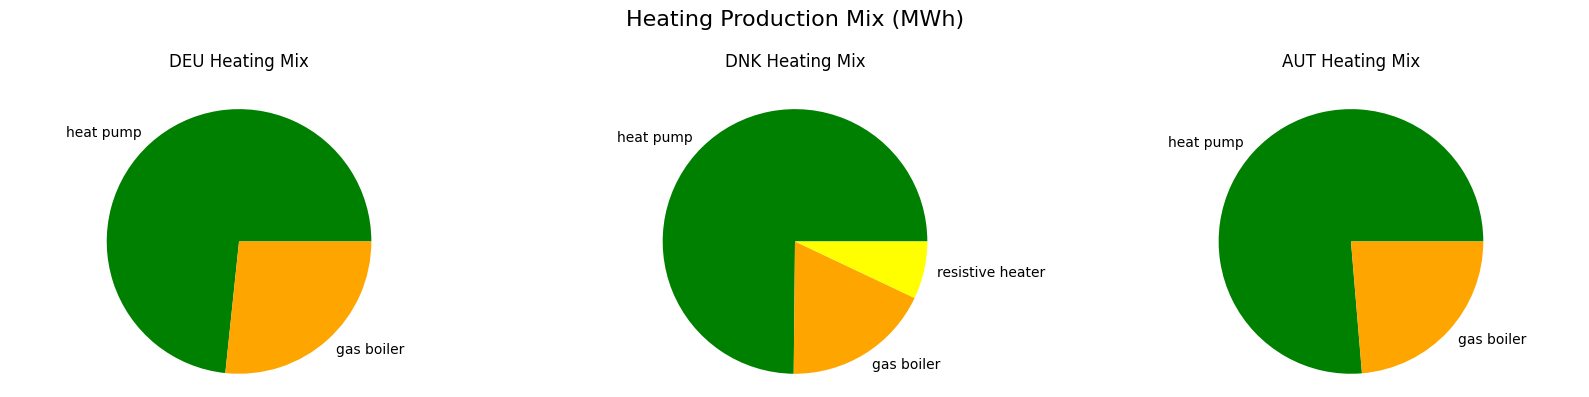 Heating Production Mix (MWh)
DEU Heating Mix
heat pump
gas boiler
DNK Heating Mix
heat pump
resistive heater
gas boiler
AUT Heating Mix
heat pump
gas boiler